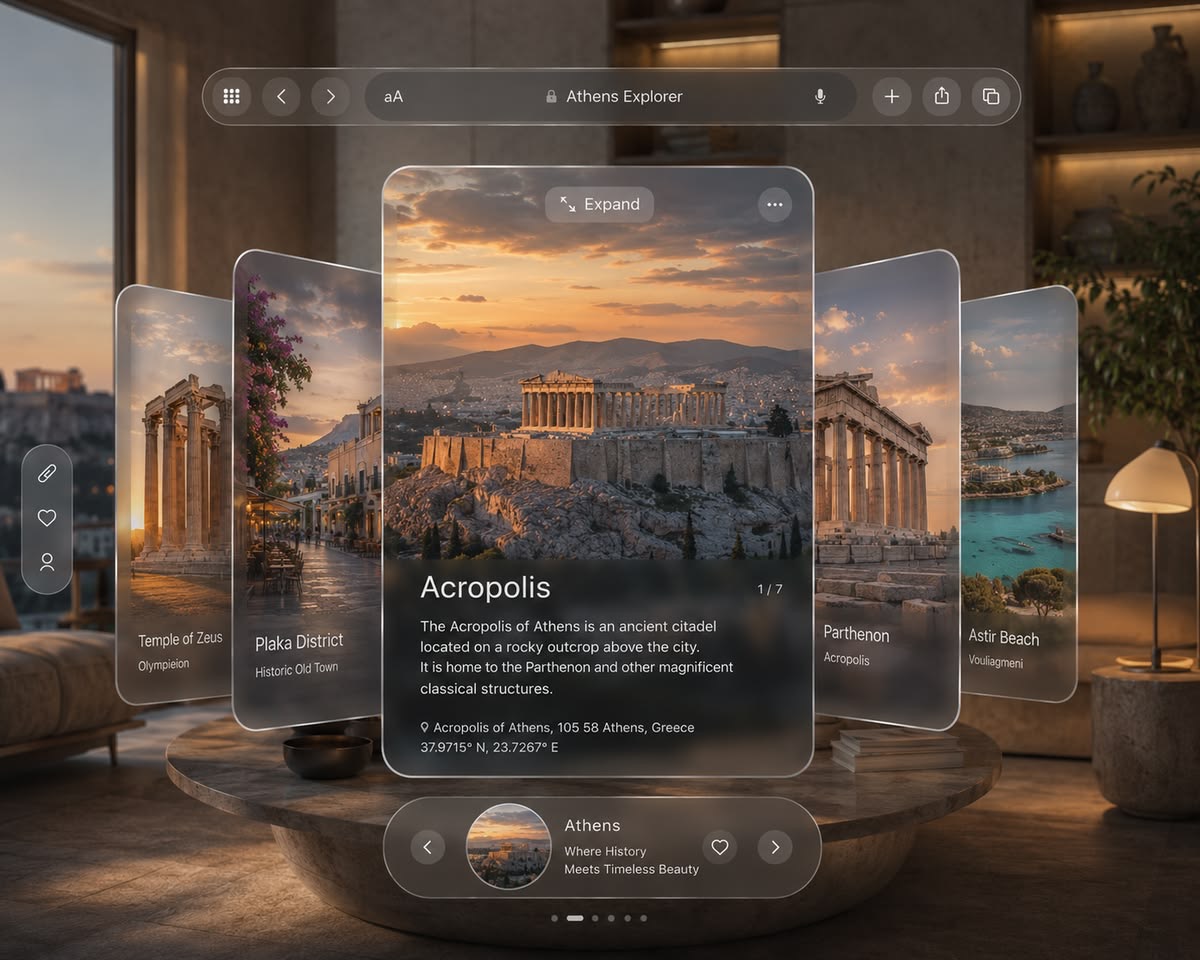 aA
Athens Explorer
Expand
Temple of Zeus
Olympieion
Plaka District
Historic Old Town
Acropolis
1 / 7
The Acropolis of Athens is an ancient citadel
located on a rocky outcrop above the city.
It is home to the Parthenon and other magnificent
classical structures.
Acropolis of Athens, 105 58 Athens, Greece
37.9715° N, 23.7267° E
Parthenon
Acropolis
Astir Beach
Vouliagmeni
Athens
Where History
Meets Timeless Beauty